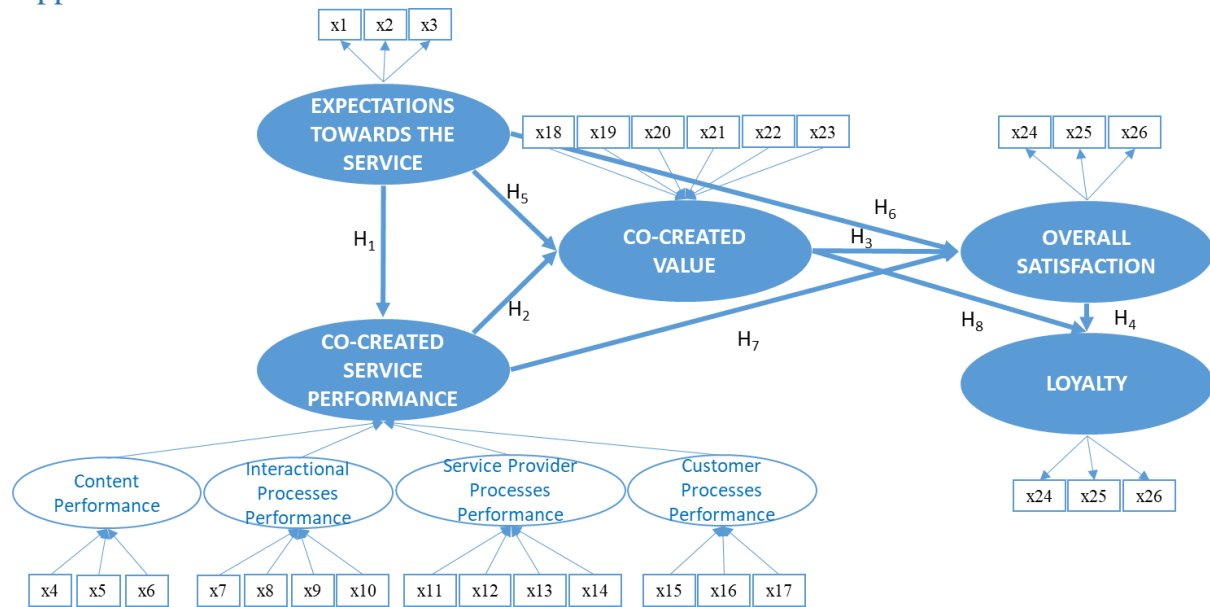 x1 x2 x3
EXPECTATIONS
TOWARDS THE
SERVICE
x18 x19 x20 x21 x22 x23
x24 x25 x26
H5
H6
H1
CO-CREATED
VALUE
H3
OVERALL
SATISFACTION
H2
H7
H8
H4
CO-CREATED
SERVICE
PERFORMANCE
LOYALTY
Content
Performance
Interactional
Processes
Performance
Service Provider
Processes
Performance
Customer
Processes
Performance
x24 x25 x26
x4 x5 x6
x7 x8 x9 x10
x11 x12 x13 x14
x15 x16 x17